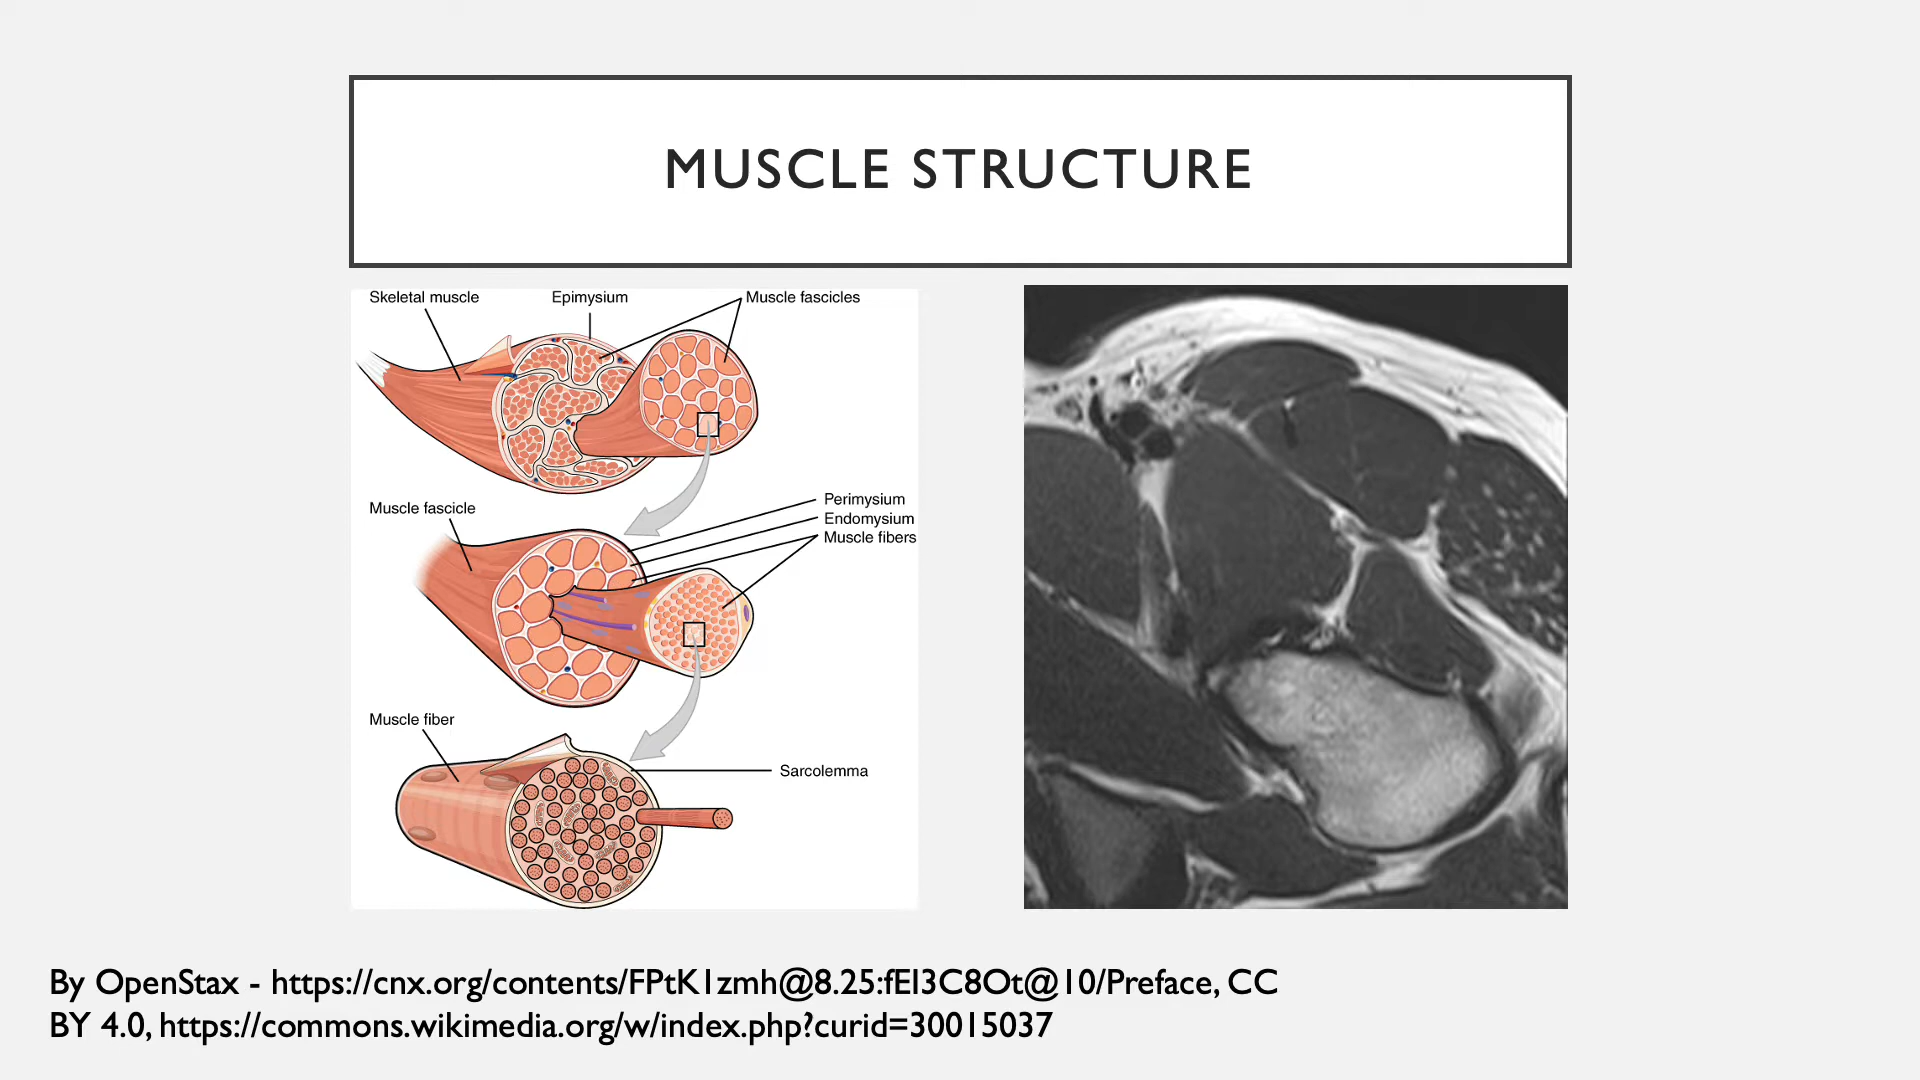 MUSCLE STRUCTURE
Skeletal muscle
Epimysium
Muscle fascicles
Muscle fascicle
Perimysium
Endomysium
Muscle fibers
Muscle fiber
Sarcolemma
By OpenStax - https://cnx.org/contents/FPtK1zmh@8.25:fEI3C8Ot@10/Preface, CC
BY 4.0, https://commons.wikimedia.org/w/index.php?curid=30015037